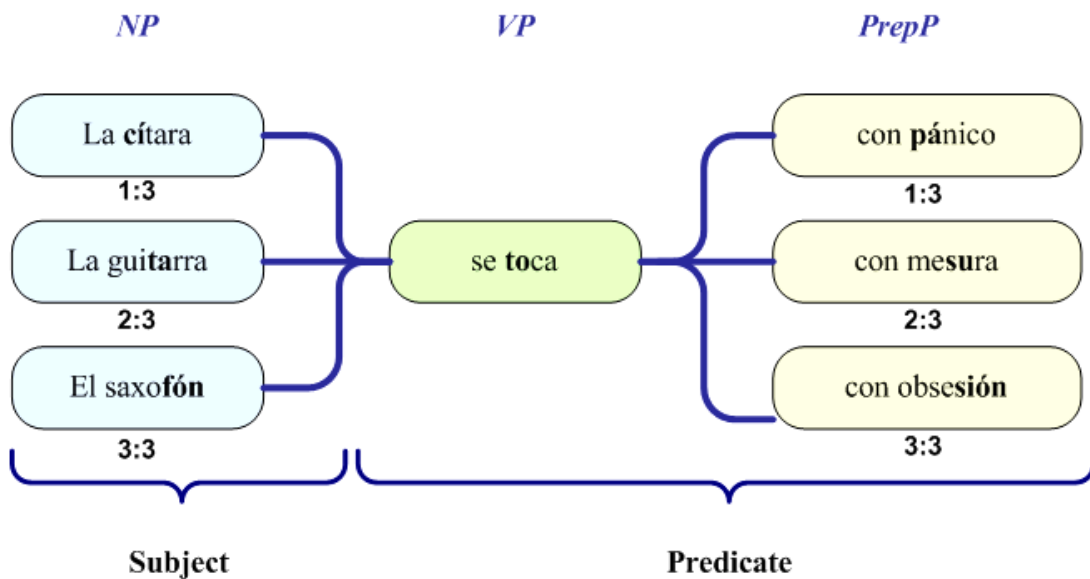 NP VP PrepP
La cítara con pánico
1:3 1:3
La guitarra se toca con mesura
2:3 2:3
El saxofón con obsesión
3:3 3:3
Subject Predicate